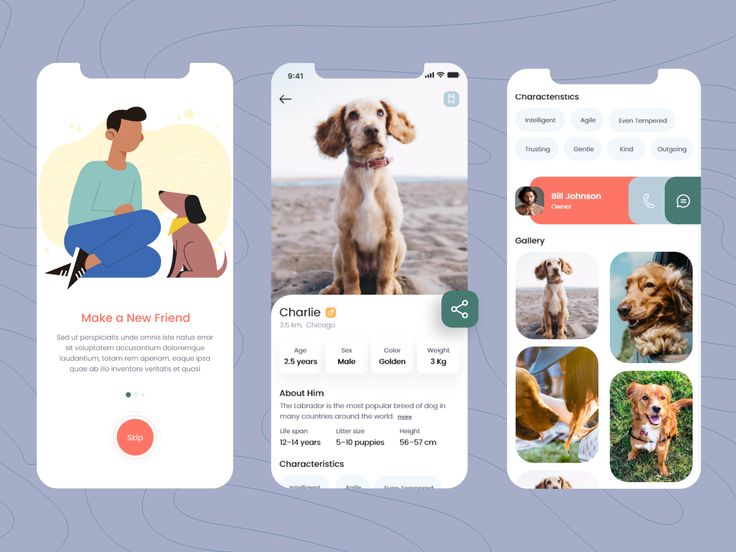 Make a New Friend
Sed ut perspiciatis unde omnis iste natus error
sit voluptatem accusantium doloremque
laudantium, totam rem aperiam, eaque ipsa
quae ab illo inventore veritatis et quasi
Skip
9:41
Charlie
2.5 km, Chicago
Age
2.5 years
Sex
Male
Color
Golden
Weight
3 Kg
About Him
The Labrador is the most popular breed of dog in
many countries around the world. more
Life span
12–14 years
Litter size
5–10 puppies
Height
56–57 cm
Characteristics
Intelligent
Agile
Even Tempered
Characteristics
Intelligent
Agile
Even Tempered
Trusting
Gentle
Kind
Outgoing
Bill Johnson
Owner
Gallery